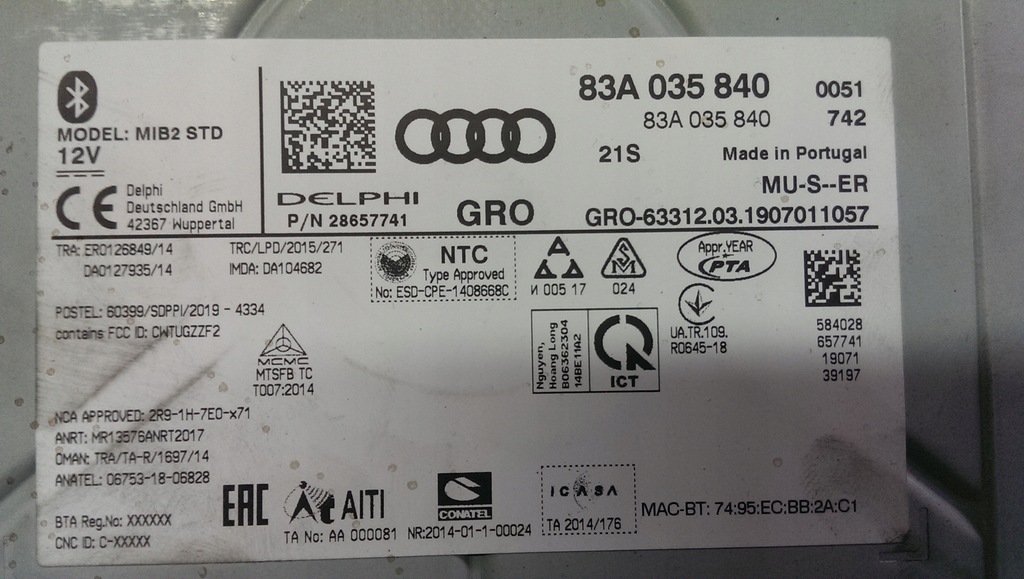 MODEL: MIB2 STD
12V
CE
Delphi
Deutschland GmbH
42367 Wuppertal
83A 035 840 0051
83A 035 840 742
21S Made in Portugal
MU-S--ER
DELPHI
P/N 28657741
GRO GRO-63312.03.1907011057
TRA: ER0126849/14
DA0127935/14
TRC/LPD/2015/271
IMDA: DA104682
NTC
Type Approved
No: ESD-CPE-1408668C
И 005 17
024
Appr.YEAR
PTA
POSTEL: 60399/SDPPI/2019 - 4334
contains FCC ID: CWTUGZZF2
MCMC
MTSFB TC
T007:2014
Nguyen,
Hoang Long
B06362304
14BE11A2
ICT
UA.TR.109.
R0645-18
584028
657741
19071
39197
NCA APPROVED: 2R9-1H-7E0-x71
ANRT: MR13576ANRT2017
OMAN: TRA/TA-R/1697/14
ANATEL: 06753-18-06828
BTA Reg.No: XXXXXX
CNC ID: C-XXXXX
EAC
AITI
TA No: AA 000081
CONATEL
NR:2014-01-1-00024
ICASA
TA 2014/176
MAC-BT: 74:95:EC:BB:2A:C1